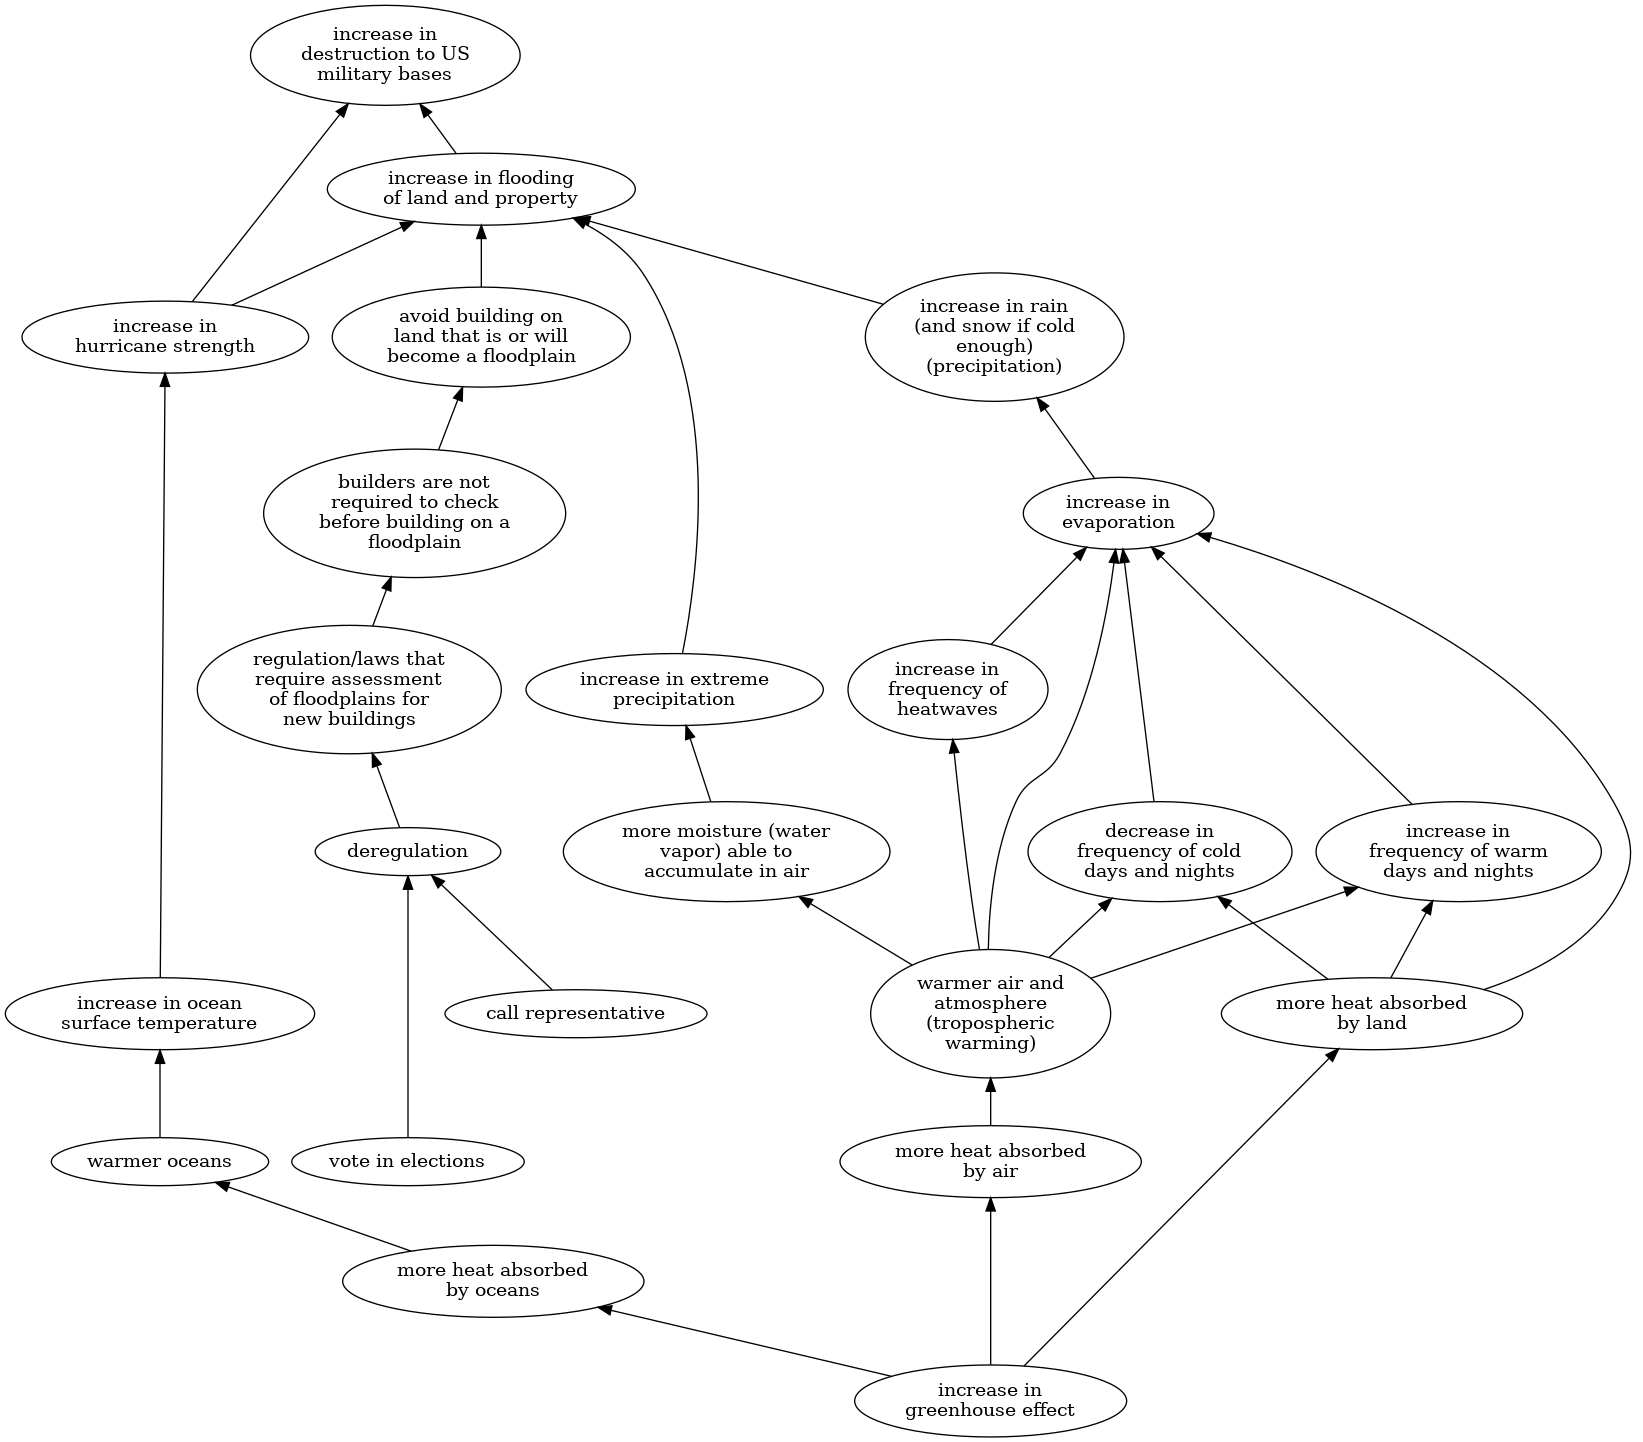 increase in
destruction to US
military bases
increase in flooding
of land and property
increase in
hurricane strength
avoid building on
land that is or will
become a floodplain
increase in rain
(and snow if cold
enough)
(precipitation)
builders are not
required to check
before building on a
floodplain
increase in
evaporation
regulation/laws that
require assessment
of floodplains for
new buildings
increase in extreme
precipitation
increase in
frequency of
heatwaves
deregulation
more moisture (water
vapor) able to
accumulate in air
decrease in
frequency of cold
days and nights
increase in
frequency of warm
days and nights
increase in ocean
surface temperature
call representative
warmer air and
atmosphere
(tropospheric
warming)
more heat absorbed
by land
warmer oceans
vote in elections
more heat absorbed
by air
more heat absorbed
by oceans
increase in
greenhouse effect